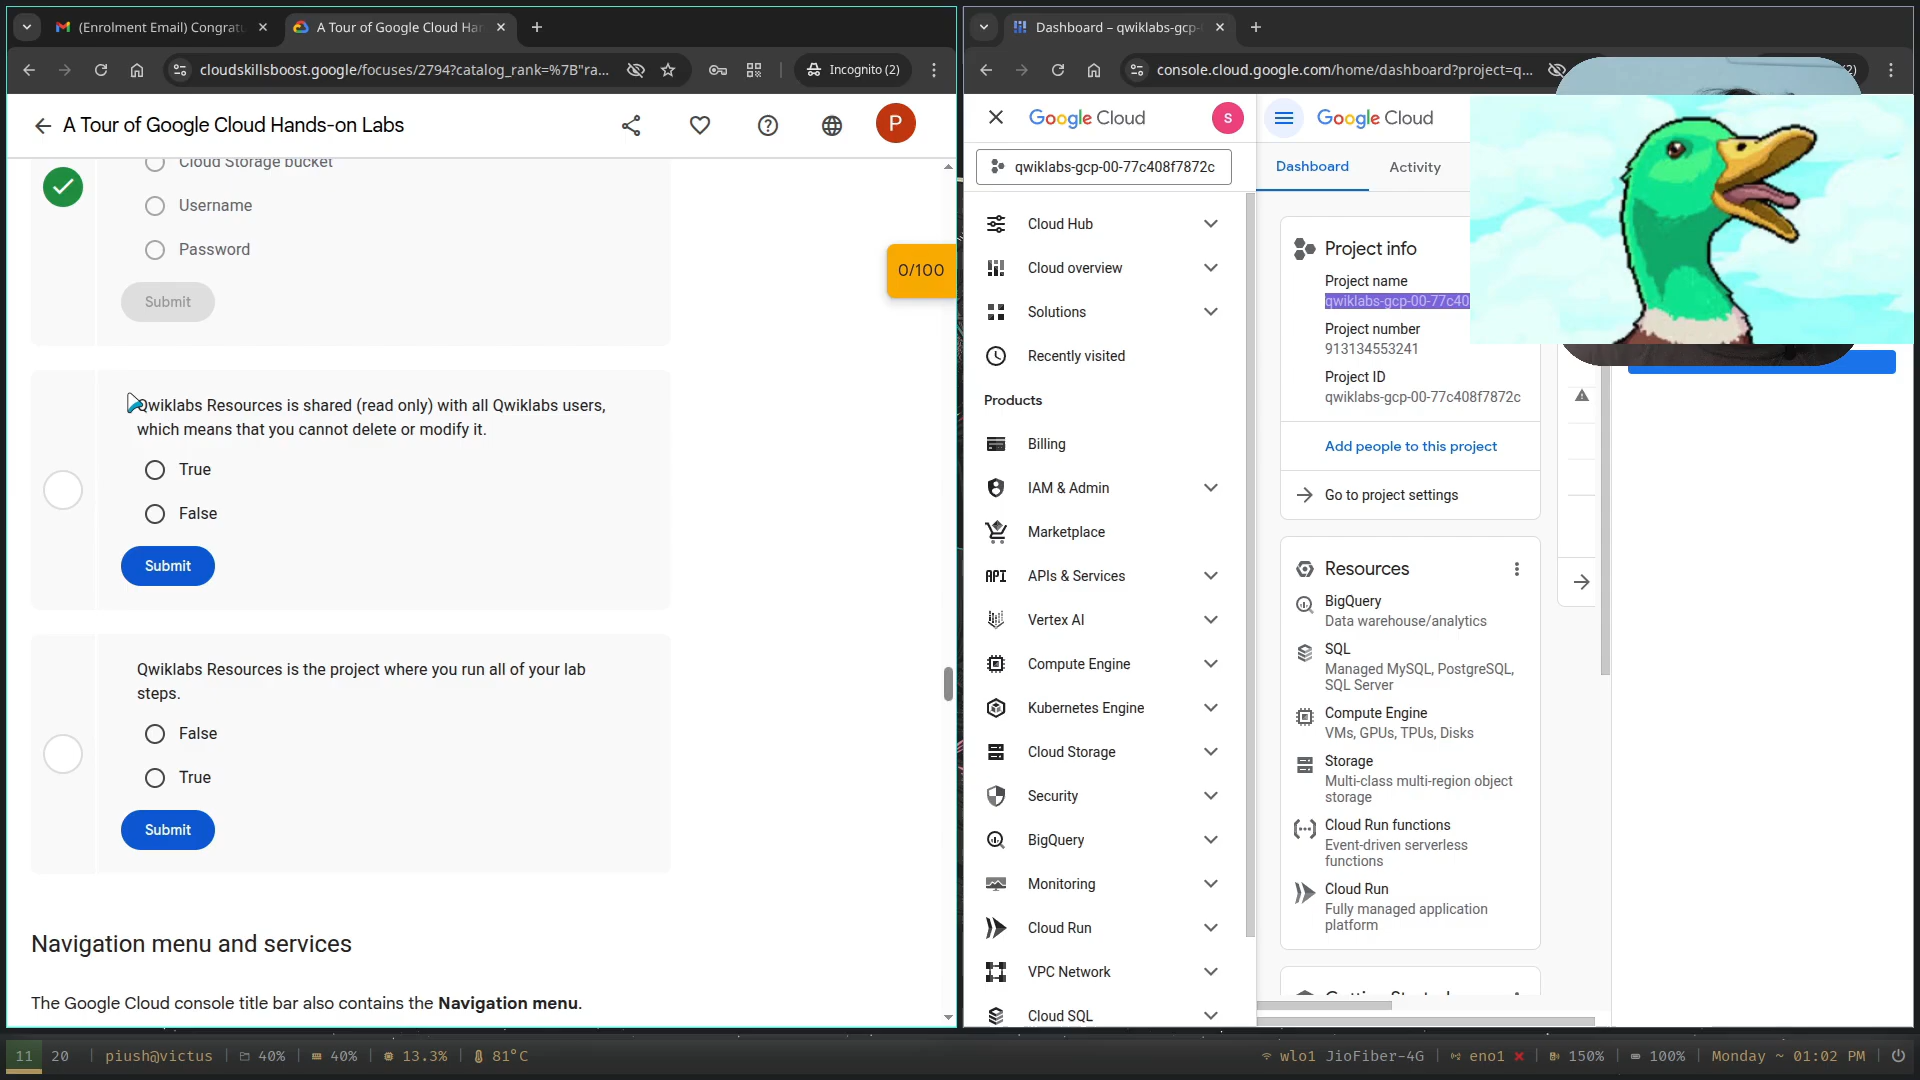 (Enrolment Email) Congratu
A Tour of Google Cloud Han
cloudskillsboost.google/focuses/2794?catalog_rank=%7B"ra...
Incognito (2)
A Tour of Google Cloud Hands-on Labs
P
Cloud Storage bucket
Username
Password
Submit
0/100
Qwiklabs Resources is shared (read only) with all Qwiklabs users,
which means that you cannot delete or modify it.
True
False
Submit
Qwiklabs Resources is the project where you run all of your lab
steps.
False
True
Submit
Navigation menu and services
The Google Cloud console title bar also contains the Navigation menu.
Dashboard – qwiklabs-gcp-
console.cloud.google.com/home/dashboard?project=q...
2)
Google Cloud
S
qwiklabs-gcp-00-77c408f7872c
Cloud Hub
Cloud overview
Solutions
Recently visited
Products
Billing
IAM & Admin
Marketplace
API APIs & Services
Vertex AI
Compute Engine
Kubernetes Engine
Cloud Storage
Security
BigQuery
Monitoring
Cloud Run
VPC Network
Cloud SQL
Google Cloud
Dashboard
Activity
Project info
Project name
qwiklabs-gcp-00-77c40
Project number
913134553241
Project ID
qwiklabs-gcp-00-77c408f7872c
Add people to this project
Go to project settings
Resources
BigQuery
Data warehouse/analytics
SQL
Managed MySQL, PostgreSQL,
SQL Server
Compute Engine
VMs, GPUs, TPUs, Disks
Storage
Multi-class multi-region object
storage
Cloud Run functions
Event-driven serverless
functions
Cloud Run
Fully managed application
platform
11 20 | piush@victus | 40% | 40% | 13.3% | 81°C
wlo1 JioFiber-4G | eno1 × | 150% | 100% | Monday ~ 01:02 PM |